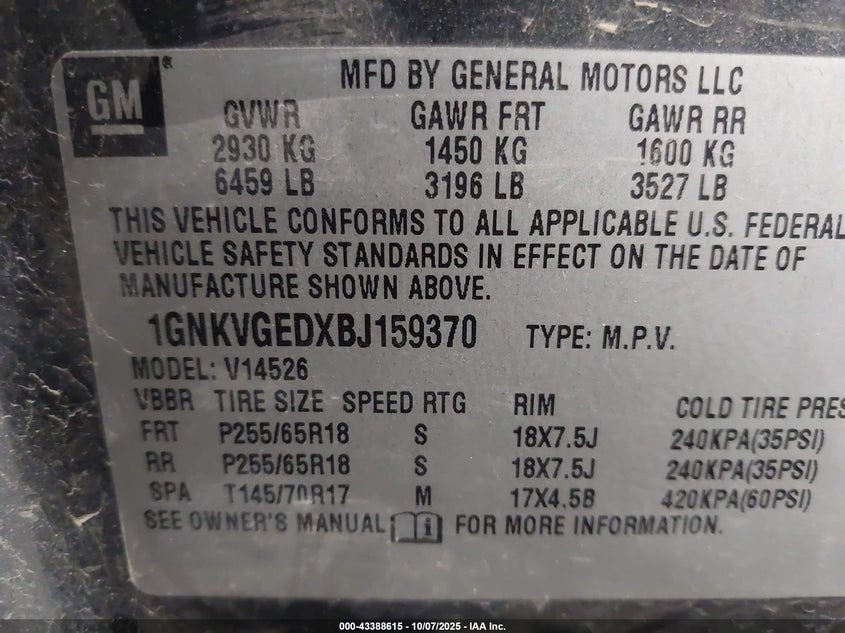 GM®
MFD BY GENERAL MOTORS LLC
GVWR GAWR FRT GAWR RR
2930 KG 1450 KG 1600 KG
6459 LB 3196 LB 3527 LB
THIS VEHICLE CONFORMS TO ALL APPLICABLE U.S. FEDERAL
VEHICLE SAFETY STANDARDS IN EFFECT ON THE DATE OF
MANUFACTURE SHOWN ABOVE.
1GNKVGEDXBJ159370 TYPE: M.P.V.
MODEL: V14526
VBBR TIRE SIZE SPEED RTG RIM COLD TIRE PRES
FRT P255/65R18 S 18X7.5J 240KPA(35PSI)
RR P255/65R18 S 18X7.5J 240KPA(35PSI)
SPA T145/70R17 M 17X4.5B 420KPA(60PSI)
SEE OWNER'S MANUAL i FOR MORE INFORMATION.
000-43388615 - 10/07/2025 - IAA Inc.